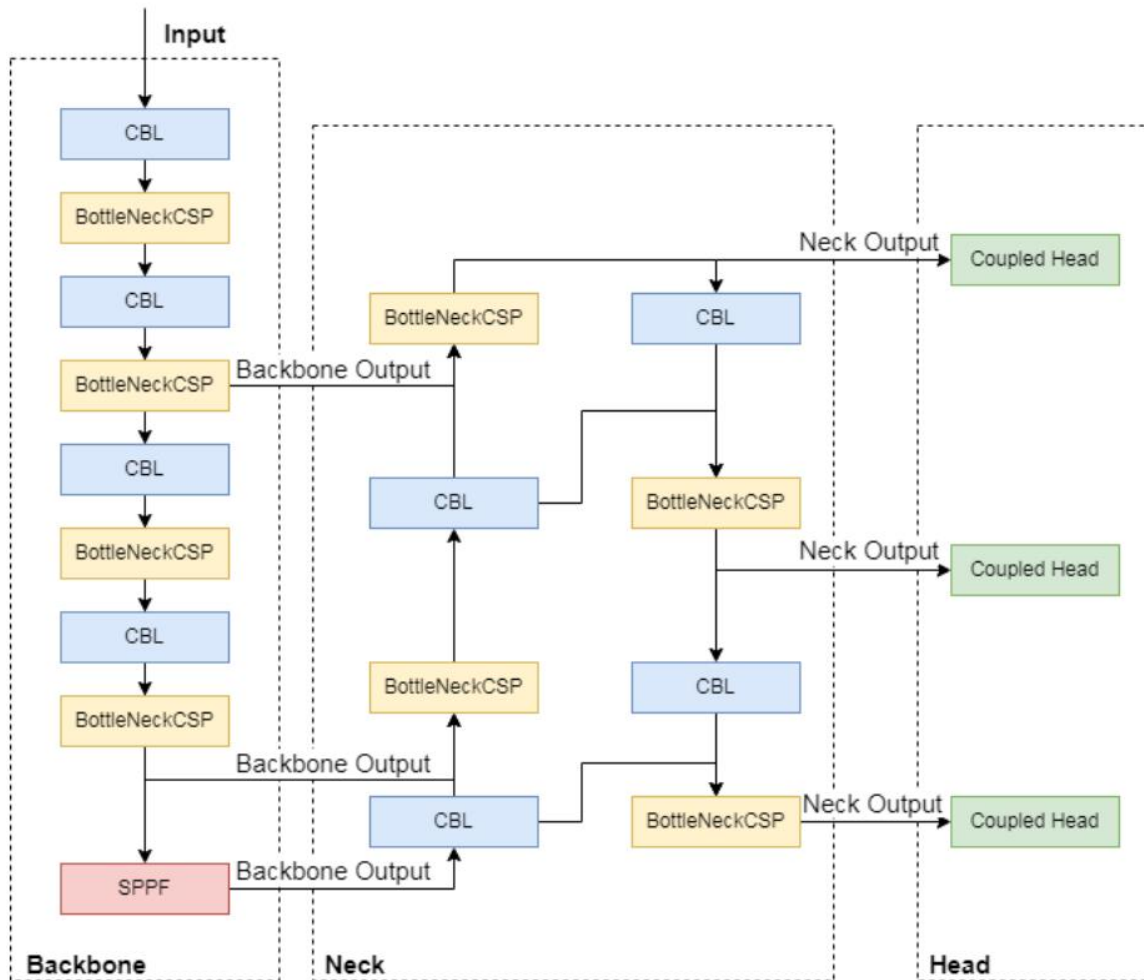 Input
CBL
BottleNeckCSP
CBL
BottleNeckCSP
CBL
BottleNeckCSP
CBL
BottleNeckCSP
SPPF
Backbone
Backbone Output
Backbone Output
Backbone Output
BottleNeckCSP
CBL
BottleNeckCSP
CBL
CBL
BottleNeckCSP
CBL
BottleNeckCSP
Neck
Neck Output
Neck Output
Neck Output
Coupled Head
Coupled Head
Coupled Head
Head